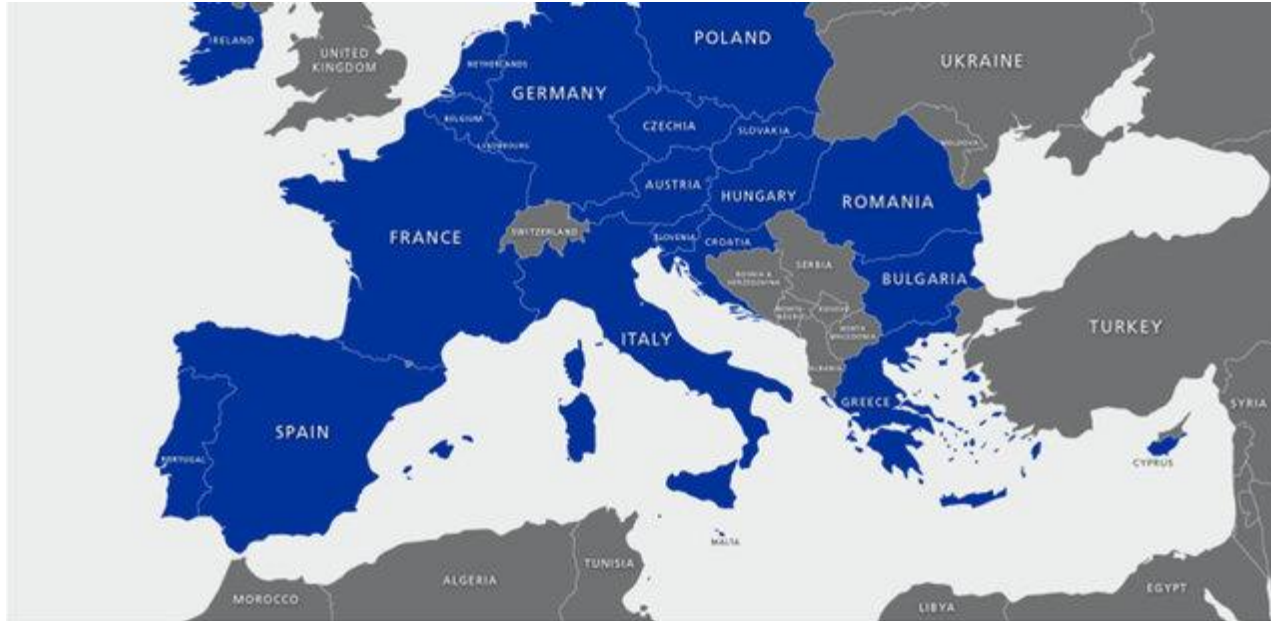 IRELAND
UNITED
KINGDOM
NETHERLANDS
POLAND
UKRAINE
GERMANY
BELGIUM
LUXEMBOURG
CZECHIA
SLOVAKIA
MOLDOVA
AUSTRIA
HUNGARY
ROMANIA
FRANCE
SWITZERLAND
SLOVENIA
CROATIA
BOSNIA &
HERZEGOVINA
SERBIA
BULGARIA
MONTE-
NEGRO
KOSOVO
NORTH
MACEDONIA
ITALY
ALBANIA
TURKEY
GREECE
SPAIN
PORTUGAL
SYRIA
CYPRUS
MALTA
MOROCCO
ALGERIA
TUNISIA
LIBYA
EGYPT